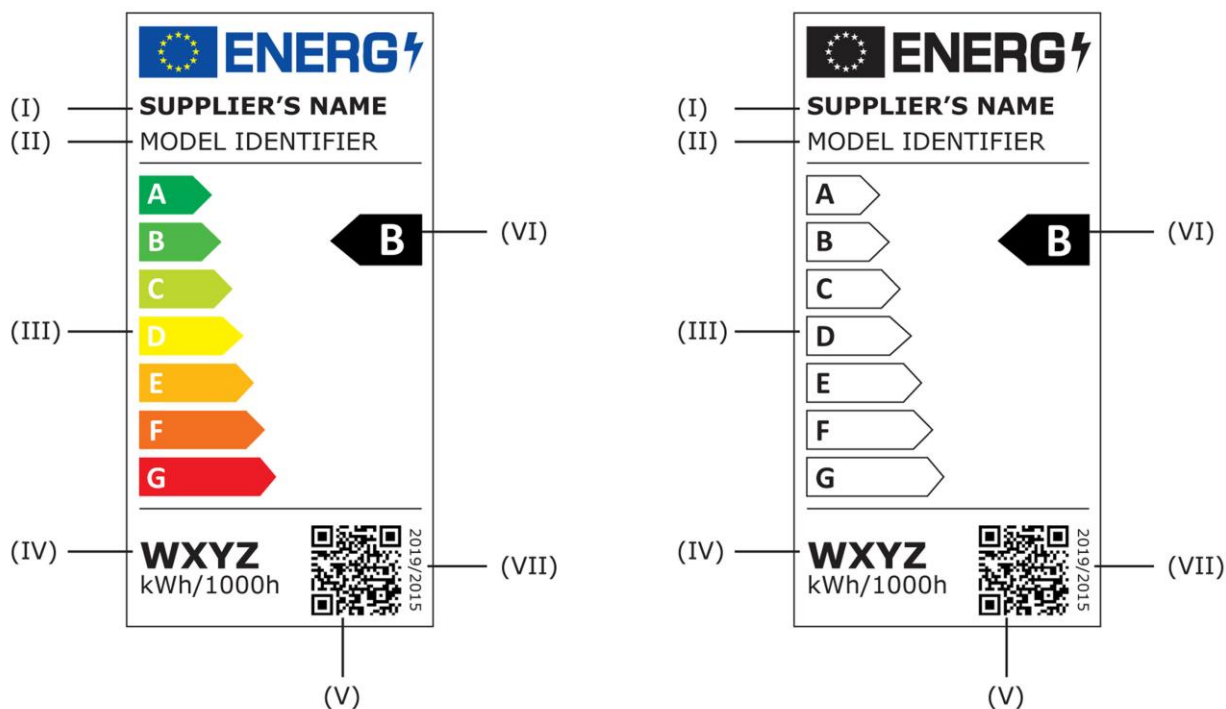 ENERG
(I) SUPPLIER'S NAME
(II) MODEL IDENTIFIER
A
B
B (VI)
C
(III) D
E
F
G
(IV) WXYZ
kWh/1000h
2019/2015 (VII)
(V)
ENERG
(I) SUPPLIER'S NAME
(II) MODEL IDENTIFIER
A
B
B (VI)
C
(III) D
E
F
G
(IV) WXYZ
kWh/1000h
2019/2015 (VII)
(V)